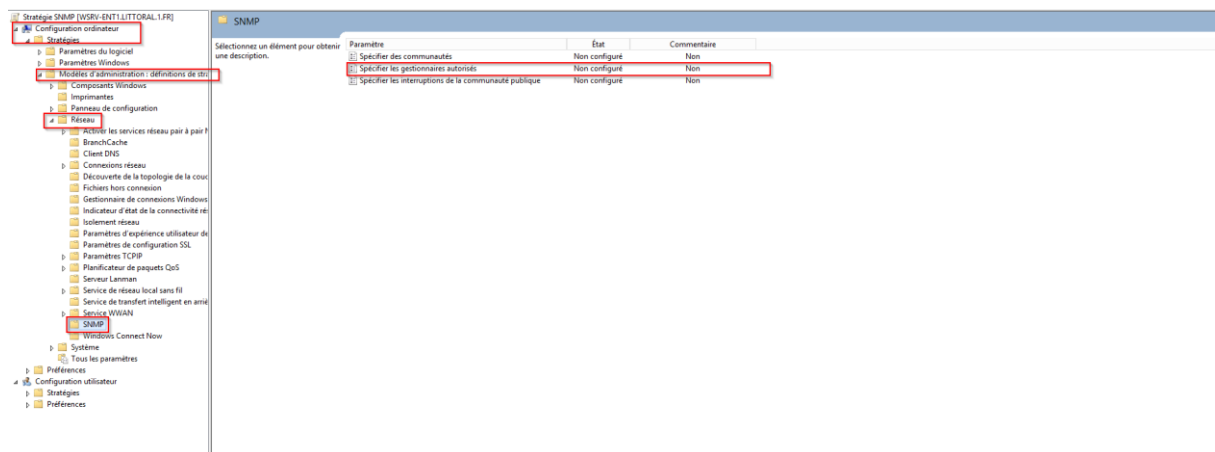 Stratégie SNMP [WSRV-ENT1.LITTORAL.1.FR]
Configuration ordinateur
Stratégies
Paramètres du logiciel
Paramètres Windows
Modèles d'administration : définitions de stra
Composants Windows
Imprimantes
Panneau de configuration
Réseau
Activer les services réseau pair à pair
BranchCache
Client DNS
Connexions réseau
Découverte de la topologie de la couc
Fichiers hors connexion
Gestionnaire de connexions Windows
Indicateur d'état de la connectivité ré
Isolement réseau
Paramètres d'expérience utilisateur de
Paramètres de configuration SSL
Paramètres TCPIP
Planificateur de paquets QoS
Serveur Lanman
Service de réseau local sans fil
Service de transfert intelligent en arriè
Service WWAN
SNMP
Windows Connect Now
Système
Tous les paramètres
Préférences
Configuration utilisateur
Stratégies
Préférences
SNMP
Sélectionnez un élément pour obtenir
une description.
Paramètre État Commentaire
Spécifier des communautés Non configuré Non
Spécifier les gestionnaires autorisés Non configuré Non
Spécifier les interruptions de la communauté publique Non configuré Non